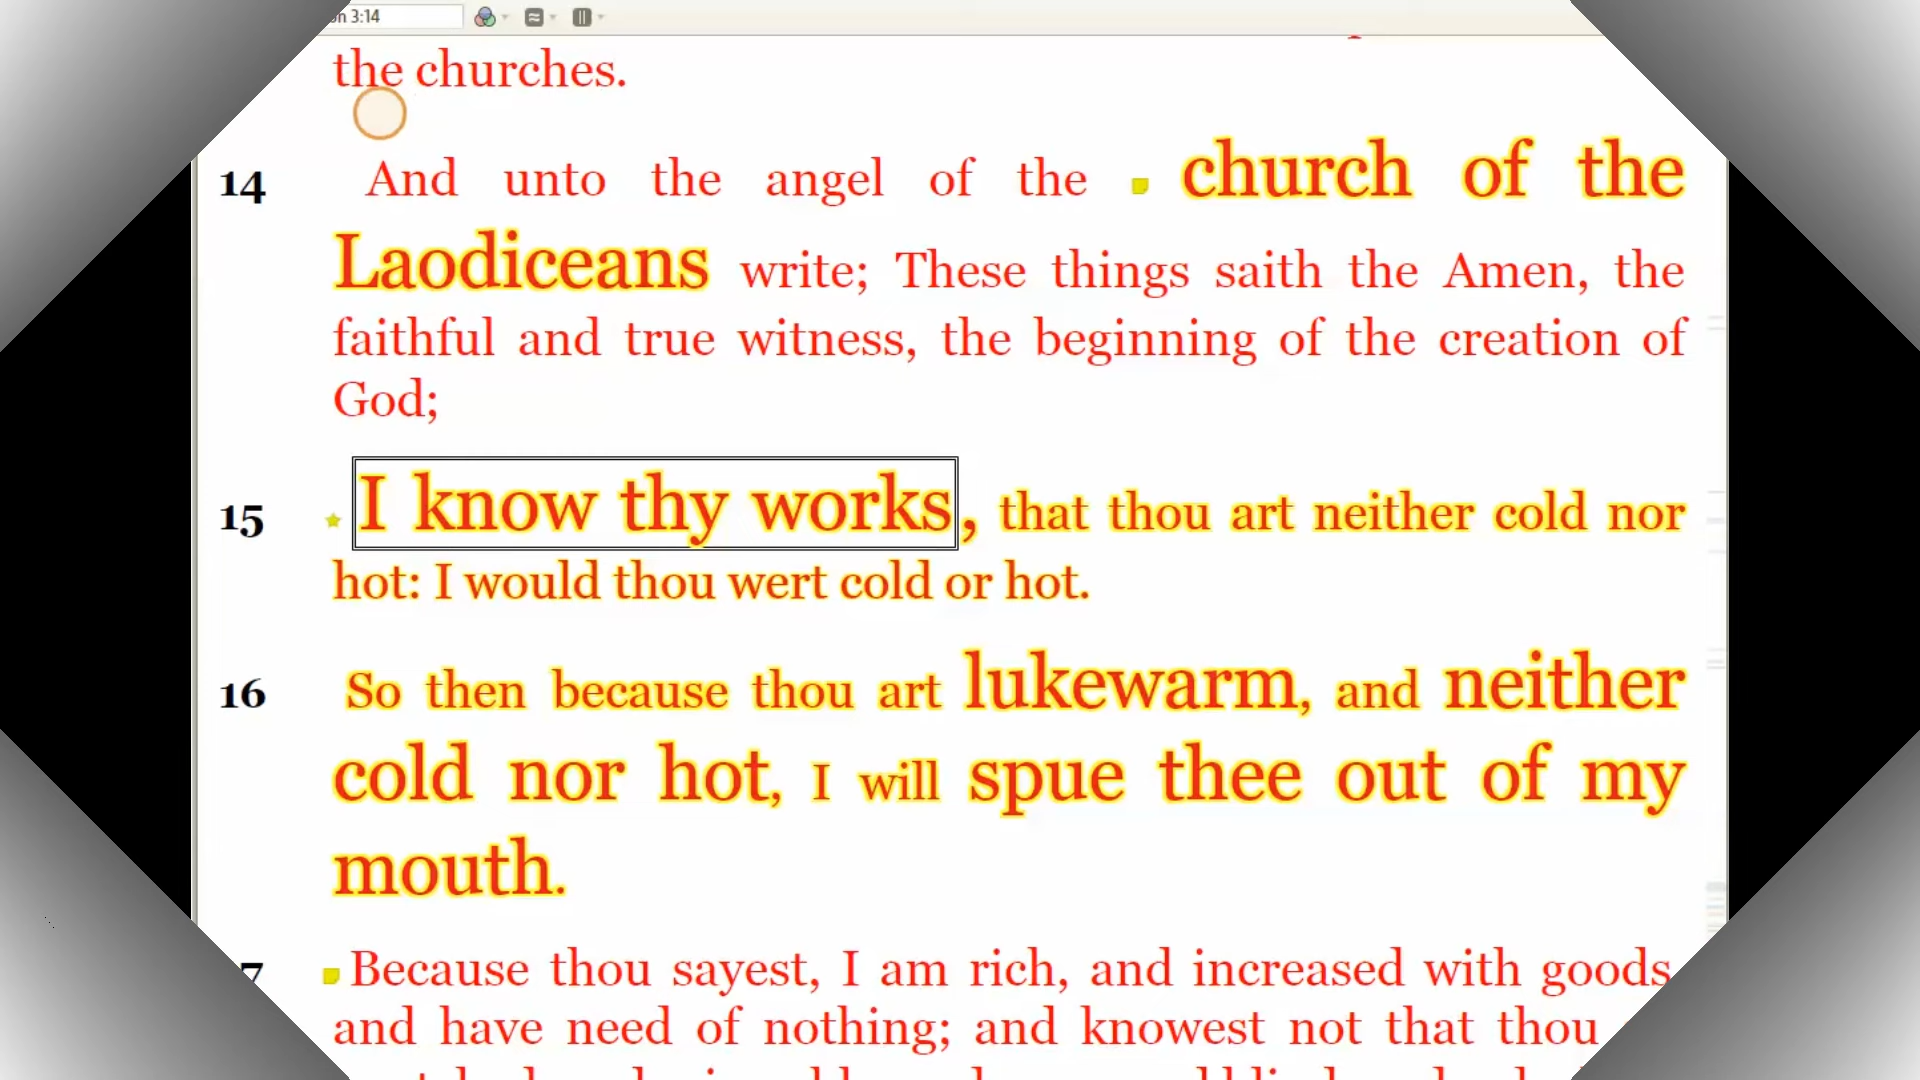 n 3:14
the churches.
14 And unto the angel of the church of the
Laodiceans write; These things saith the Amen, the
faithful and true witness, the beginning of the creation of
God;
15 I know thy works, that thou art neither cold nor
hot: I would thou wert cold or hot.
16 So then because thou art lukewarm, and neither
cold nor hot, I will spue thee out of my
mouth.
7 Because thou sayest, I am rich, and increased with goods
and have need of nothing; and knowest not that thou